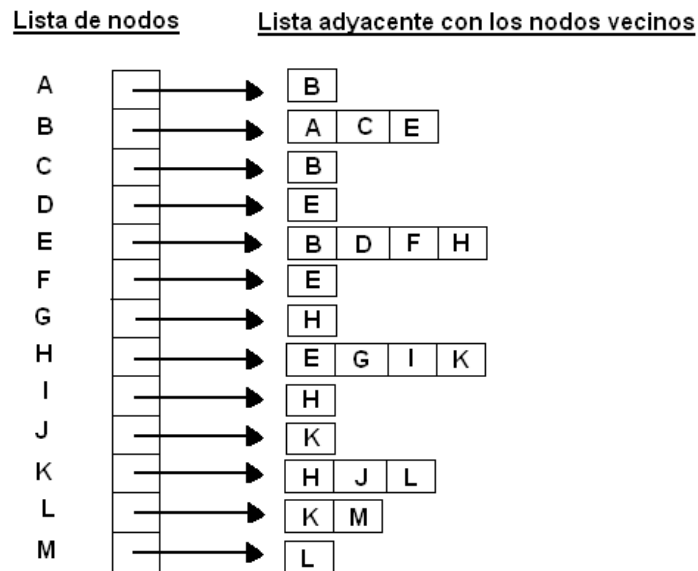 Lista de nodos Lista adyacente con los nodos vecinos
A B
B A C E
C B
D E
E B D F H
F E
G H
H E G I K
I H
J K
K H J L
L K M
M L